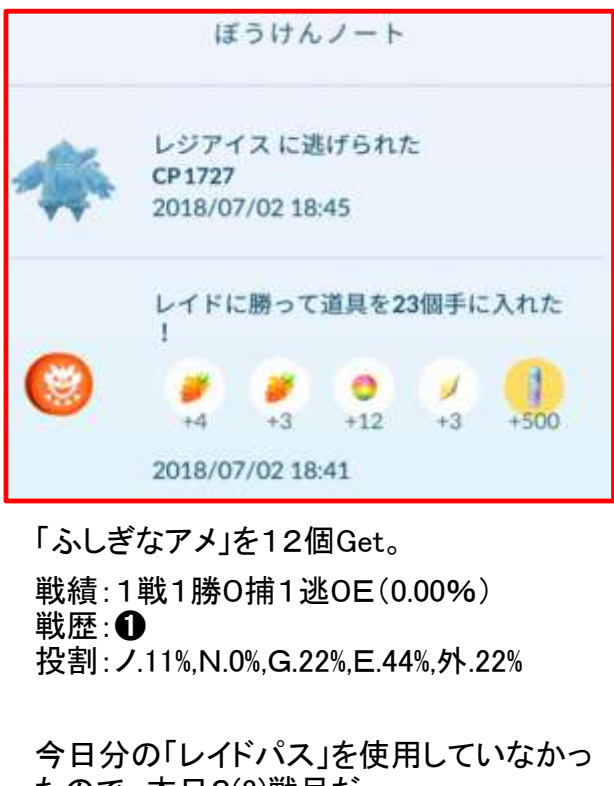 ぼうけんノート
レジアイス に逃げられた
CP1727
2018/07/02 18:45
レイドに勝って道具を23個手に入れた
！
+4 +3 +12 +3 +500
2018/07/02 18:41
「ふしぎなアメ」を１２個Get。
戦績：１戦１勝０捕１逃０Ｅ（0.00％）
戦歴：❶
投割：ノ.11%,N.0%,G.22%,E.44%,外.22%
今日分の「レイドパス」を使用していなかっ